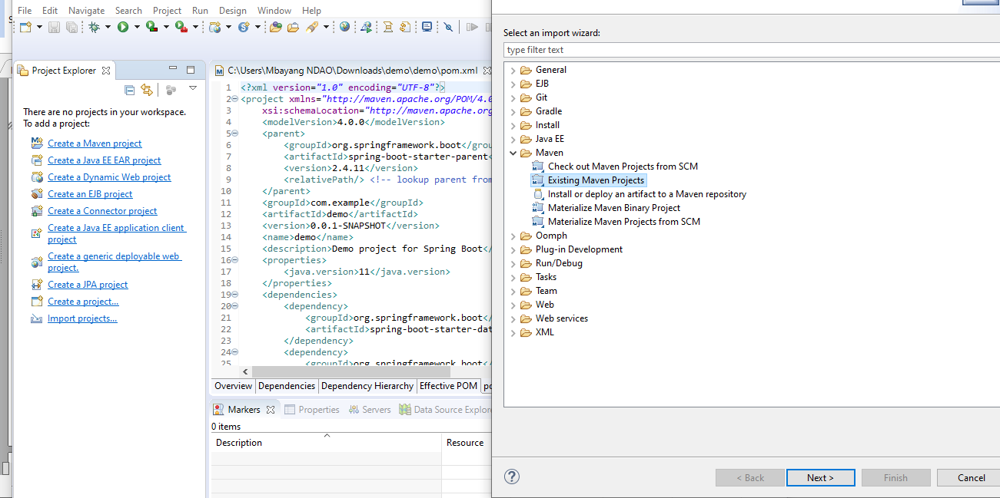 File Edit Navigate Search Project Run Design Window Help
Project Explorer
There are no projects in your workspace.
To add a project:
Create a Maven project
Create a Java EE EAR project
Create a Dynamic Web project
Create an EJB project
Create a Connector project
Create a Java EE application client
project
Create a generic deployable web
project.
Create a JPA project
Create a project...
Import projects...
C:\Users\Mbayang NDAO\Downloads\demo\demo\pom.xml
1 <?xml version="1.0" encoding="UTF-8"?>
2 <project xmlns="http://maven.apache.org/POM/4.0
3 xsi:schemaLocation="http://maven.apache.org
4 <modelVersion>4.0.0</modelVersion>
5 <parent>
6 <groupId>org.springframework.boot</grou
7 <artifactId>spring-boot-starter-parent<
8 <version>2.4.11</version>
9 <relativePath/> <!-- lookup parent from
10 </parent>
11 <groupId>com.example</groupId>
12 <artifactId>demo</artifactId>
13 <version>0.0.1-SNAPSHOT</version>
14 <name>demo</name>
15 <description>Demo project for Spring Boot</
16 <properties>
17 <java.version>11</java.version>
18 </properties>
19 <dependencies>
20 <dependency>
21 <groupId>org.springframework.boot</
22 <artifactId>spring-boot-starter-dat
23 </dependency>
24 <dependency>
25 <groupId>org.springframework.boot</
Overview Dependencies Dependency Hierarchy Effective POM po
Markers Properties Servers Data Source Explor
0 items
Description Resource
Select an import wizard:
type filter text
General
EJB
Git
Gradle
Install
Java EE
Maven
Check out Maven Projects from SCM
Existing Maven Projects
Install or deploy an artifact to a Maven repository
Materialize Maven Binary Project
Materialize Maven Projects from SCM
Oomph
Plug-in Development
Run/Debug
Tasks
Team
Web
Web services
XML
? < Back Next > Finish Cancel